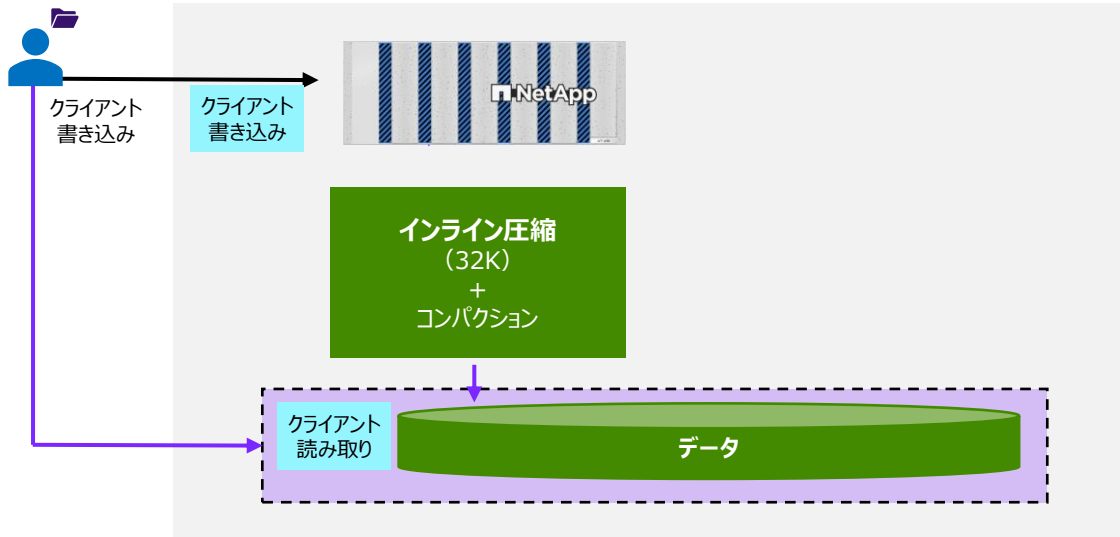 クライアント
書き込み
クライアント
書き込み
NetApp
インライン圧縮
（32K）
+
コンパクション
クライアント
読み取り
データ